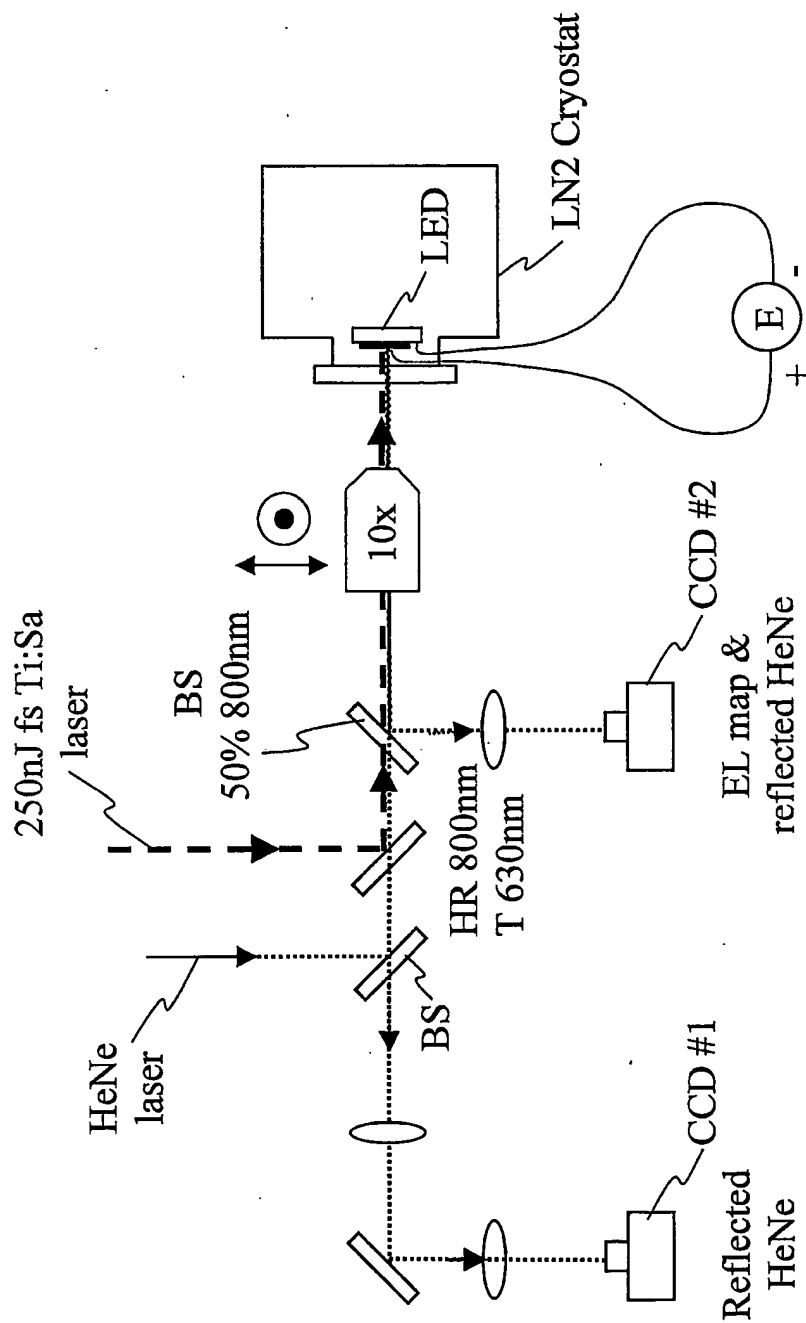 HeNe
laser
250nJ fs Ti:Sa
laser
BS
50% 800nm
10x
LED
LN2 Cryostat
HR 800nm
T 630nm
BS
E
+
-
CCD #1
Reflected
HeNe
CCD #2
EL map &
reflected HeNe